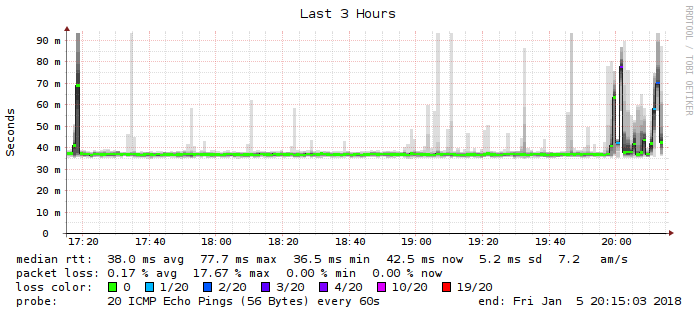 Last 3 Hours
RRDTOOL / TOBI OETIKER
Seconds
90 m
80 m
70 m
60 m
50 m
40 m
30 m
20 m
10 m
0
17:20 17:40 18:00 18:20 18:40 19:00 19:20 19:40 20:00
median rtt: 38.0 ms avg 77.7 ms max 36.5 ms min 42.5 ms now 5.2 ms sd 7.2 am/s
packet loss: 0.17 % avg 17.67 % max 0.00 % min 0.00 % now
loss color: 0 1/20 2/20 3/20 4/20 10/20 19/20
probe: 20 ICMP Echo Pings (56 Bytes) every 60s end: Fri Jan 5 20:15:03 2018